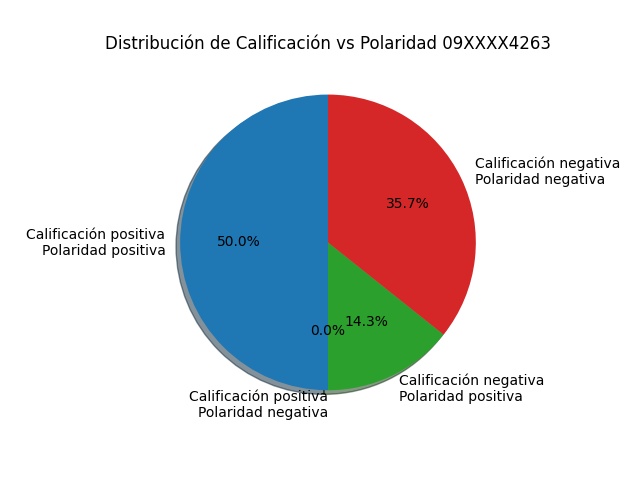 Distribución de Calificación vs Polaridad 09XXXX4263
Calificación negativa
Polaridad negativa
35.7%
Calificación positiva
Polaridad positiva
50.0%
0.0%
14.3%
Calificación positiva
Polaridad negativa
Calificación negativa
Polaridad positiva